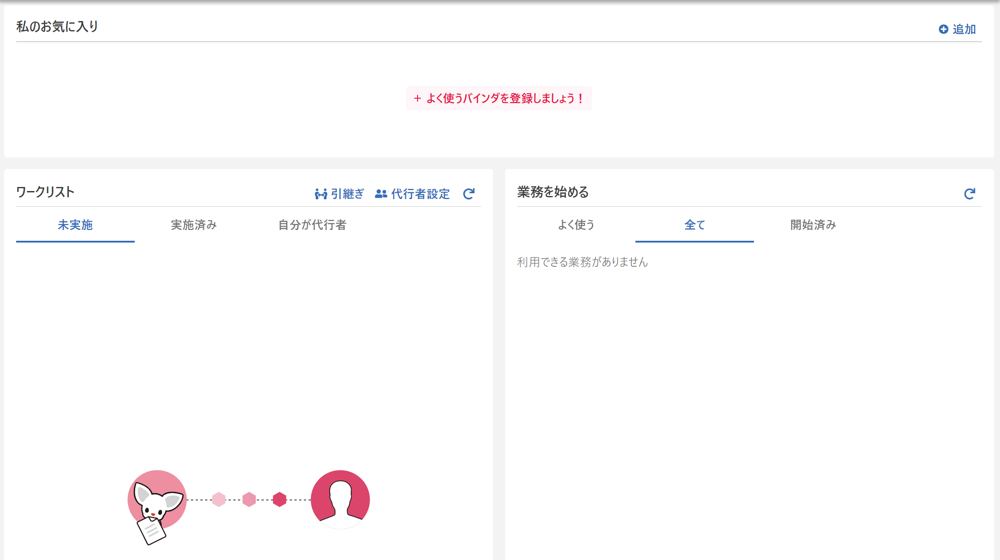 私のお気に入り
追加
+ よく使うバインダを登録しましょう！
ワークリスト
引継ぎ
代行者設定
未実施
実施済み
自分が代行者
業務を始める
よく使う
全て
開始済み
利用できる業務がありません